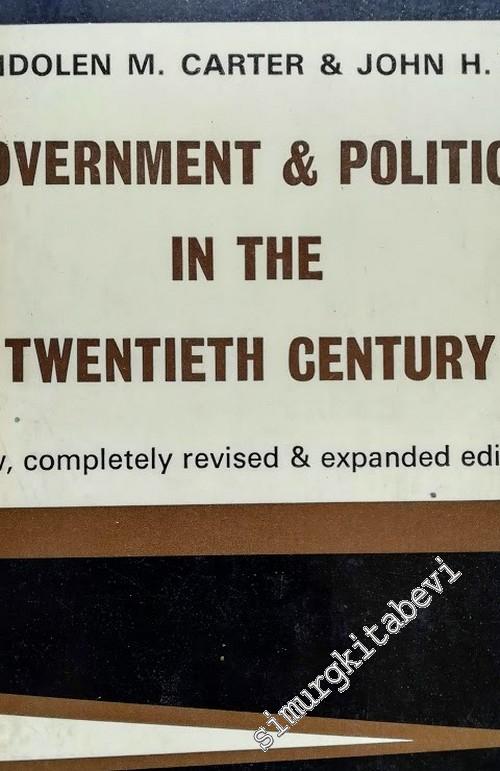 NDOLEN M. CARTER & JOHN H.
OVERNMENT & POLITIC
IN THE
TWENTIETH CENTURY
, completely revised & expanded edi
simurgkitabevi